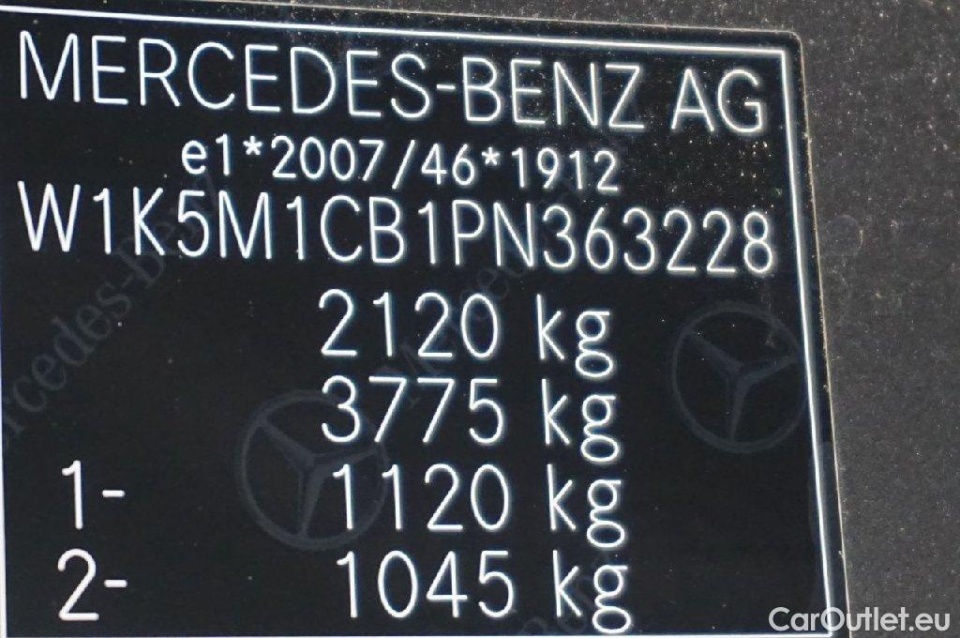 MERCEDES-BENZ AG
e1*2007/46*1912
W1K5M1CB1PN363228
2120 kg
3775 kg
1- 1120 kg
2- 1045 kg
CarOutlet.eu